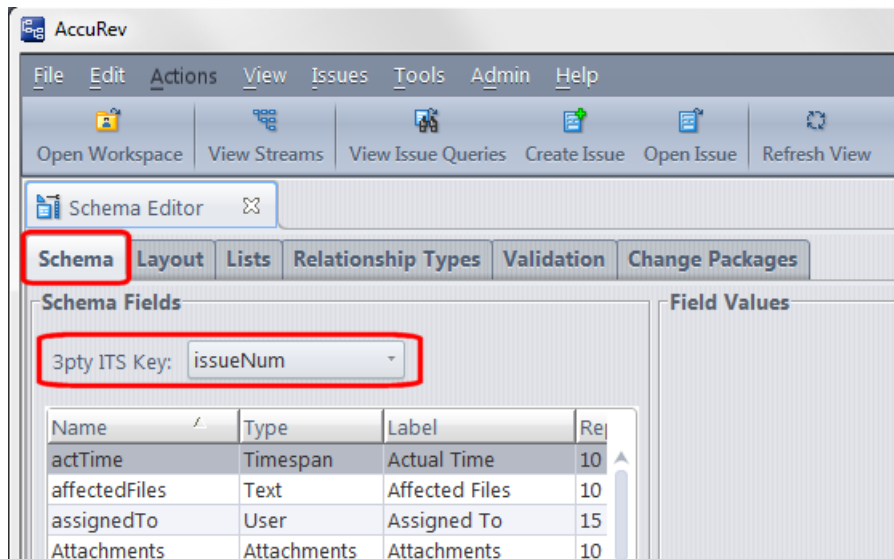 AccuRev
File Edit Actions View Issues Tools Admin Help
Open Workspace View Streams View Issue Queries Create Issue Open Issue Refresh View
Schema Editor
Schema Layout Lists Relationship Types Validation Change Packages
Schema Fields Field Values
3pty ITS Key: issueNum
Name Type Label Re
actTime Timespan Actual Time 10
affectedFiles Text Affected Files 10
assignedTo User Assigned To 15
Attachments Attachments Attachments 10